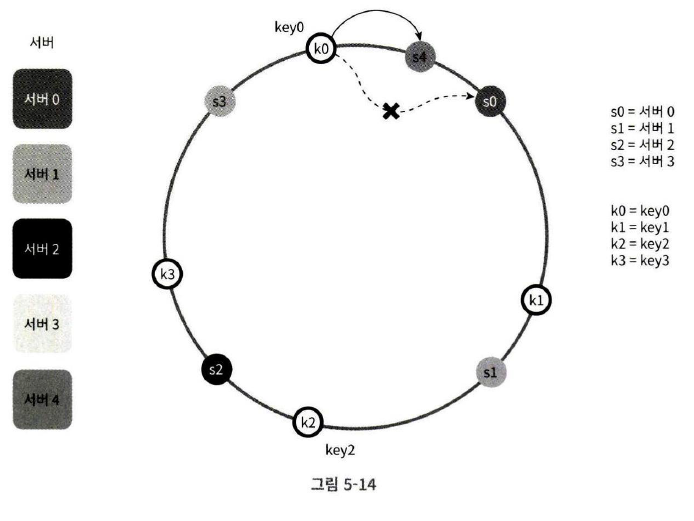 서버
서버 0
서버 1
서버 2
서버 3
서버 4
key0
k0
s4
s0
s3
k3
k1
s2
s1
k2
key2
s0 = 서버 0
s1 = 서버 1
s2 = 서버 2
s3 = 서버 3
k0 = key0
k1 = key1
k2 = key2
k3 = key3
그림 5-14